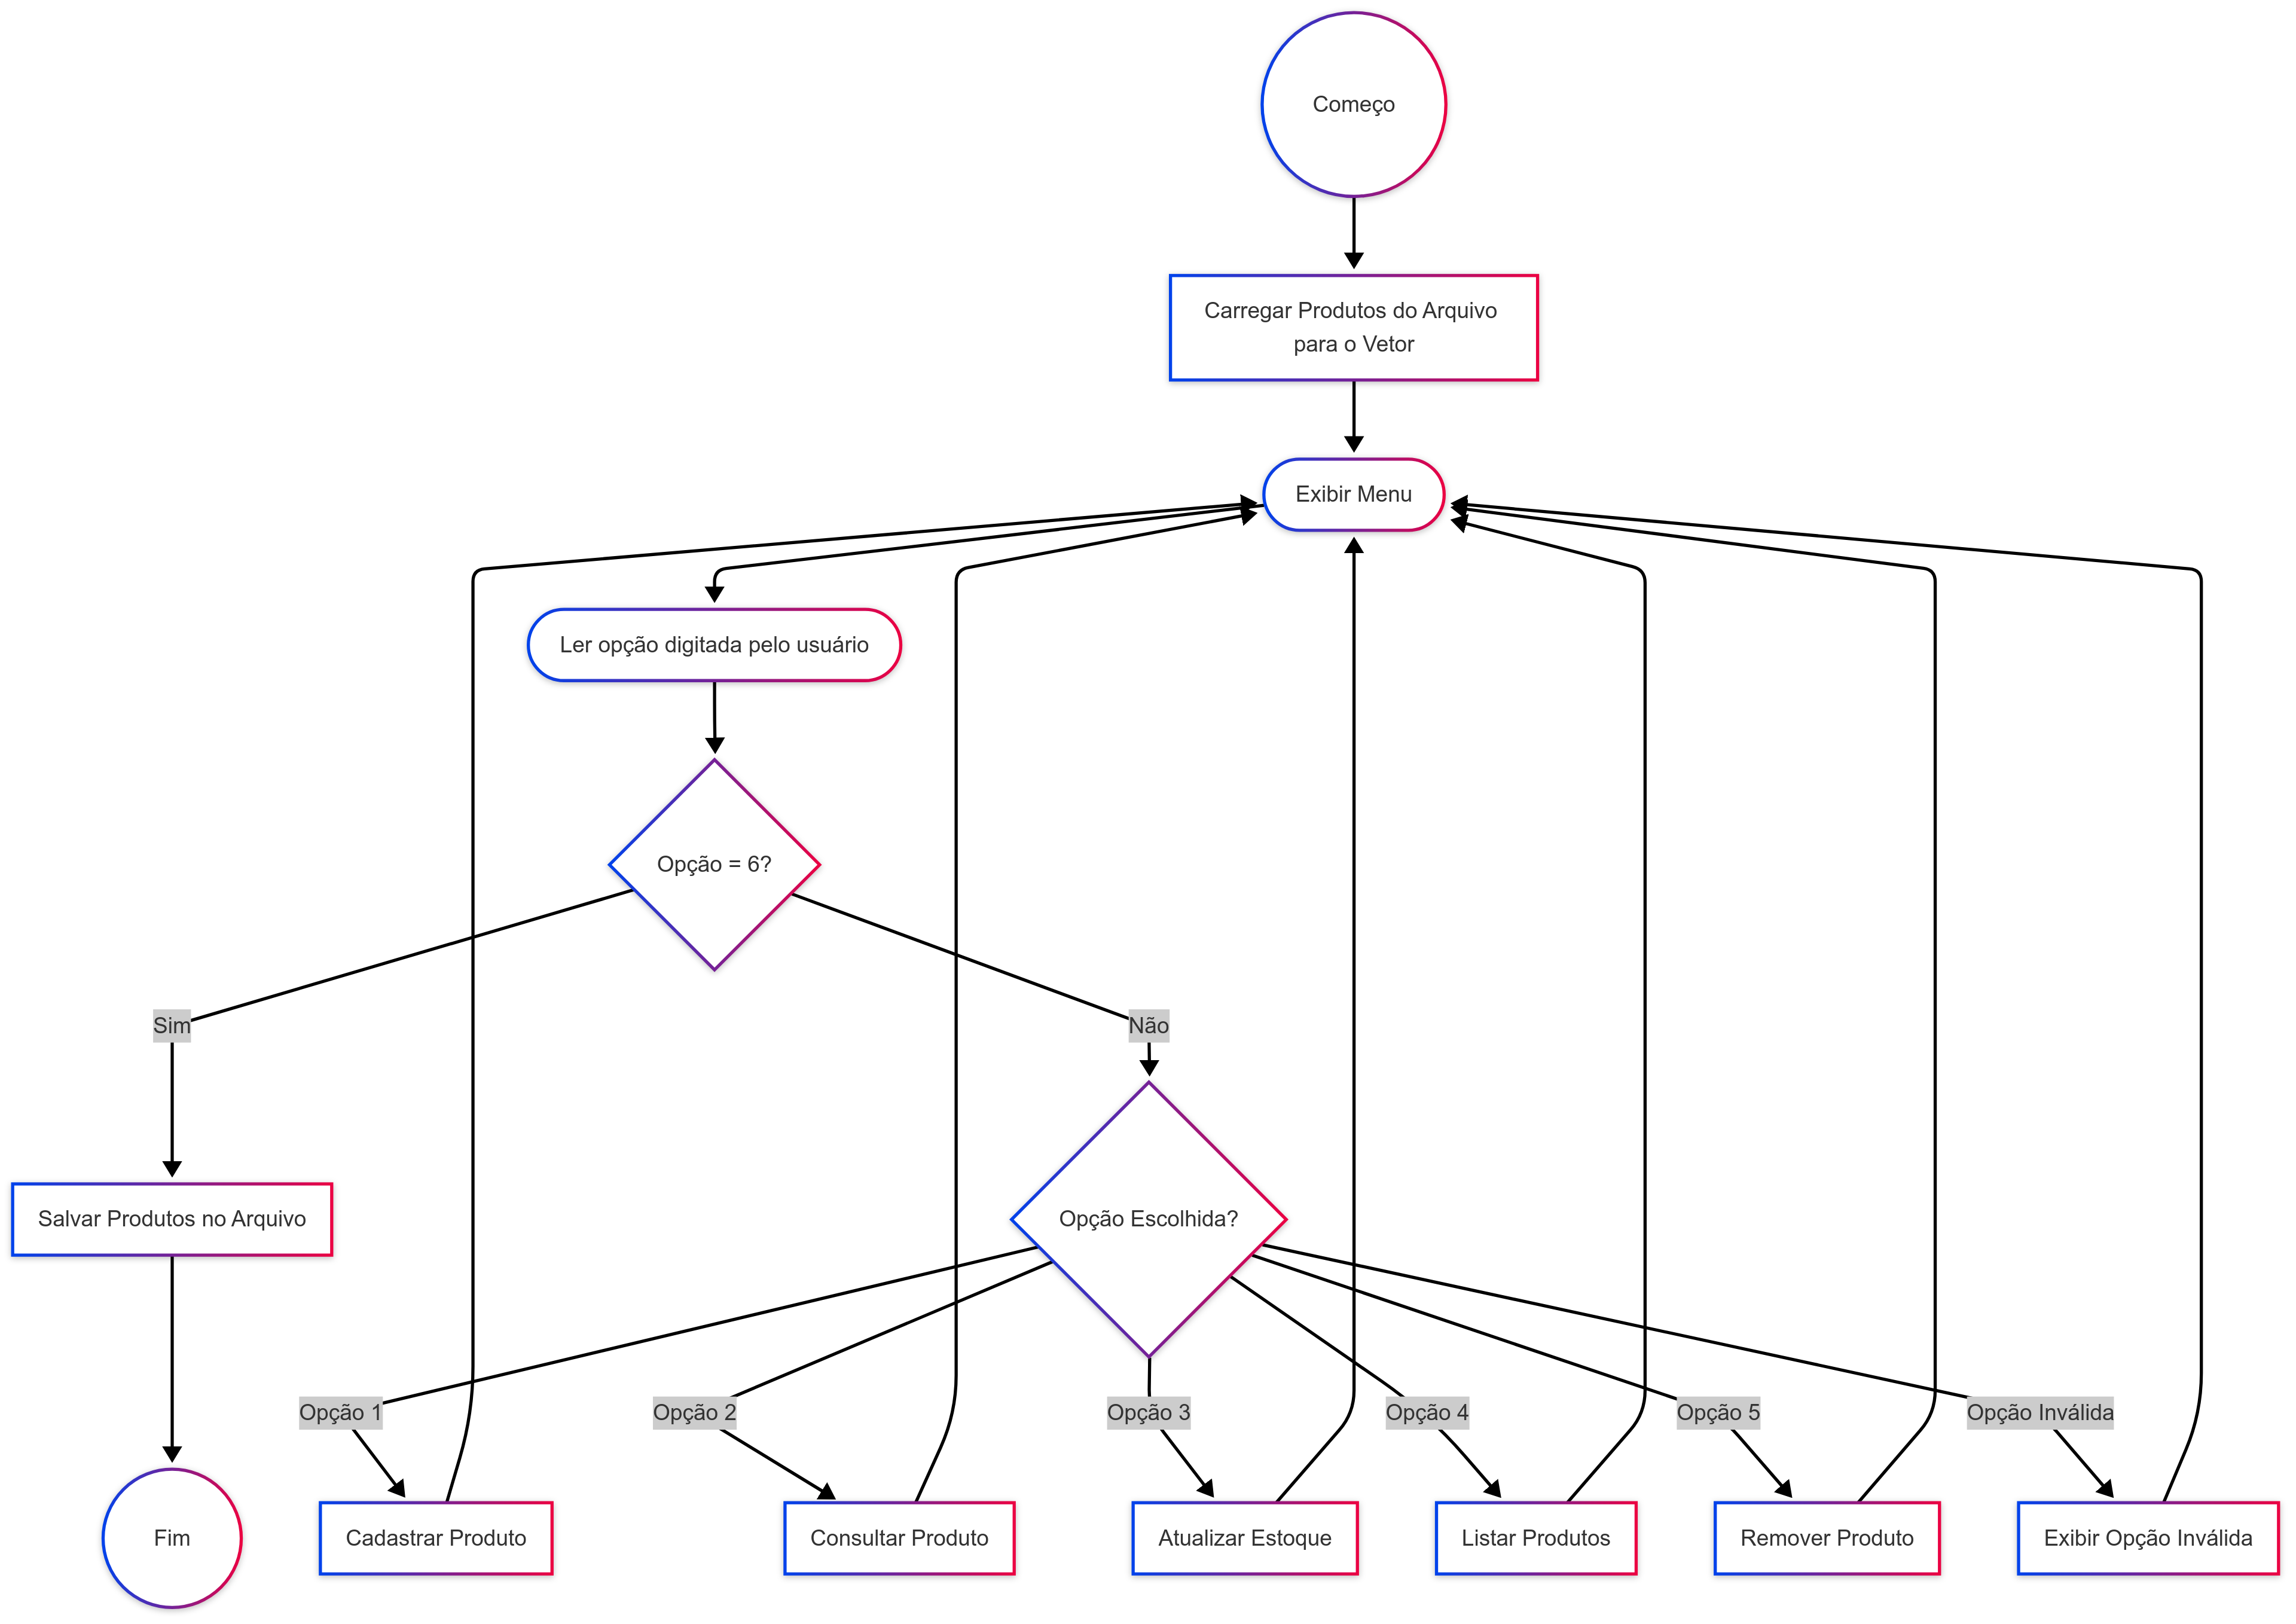 Começo
Carregar Produtos do Arquivo
para o Vetor
Exibir Menu
Ler opção digitada pelo usuário
Opção = 6?
Sim
Não
Salvar Produtos no Arquivo
Opção Escolhida?
Opção 1
Opção 2
Opção 3
Opção 4
Opção 5
Opção Inválida
Fim
Cadastrar Produto
Consultar Produto
Atualizar Estoque
Listar Produtos
Remover Produto
Exibir Opção Inválida